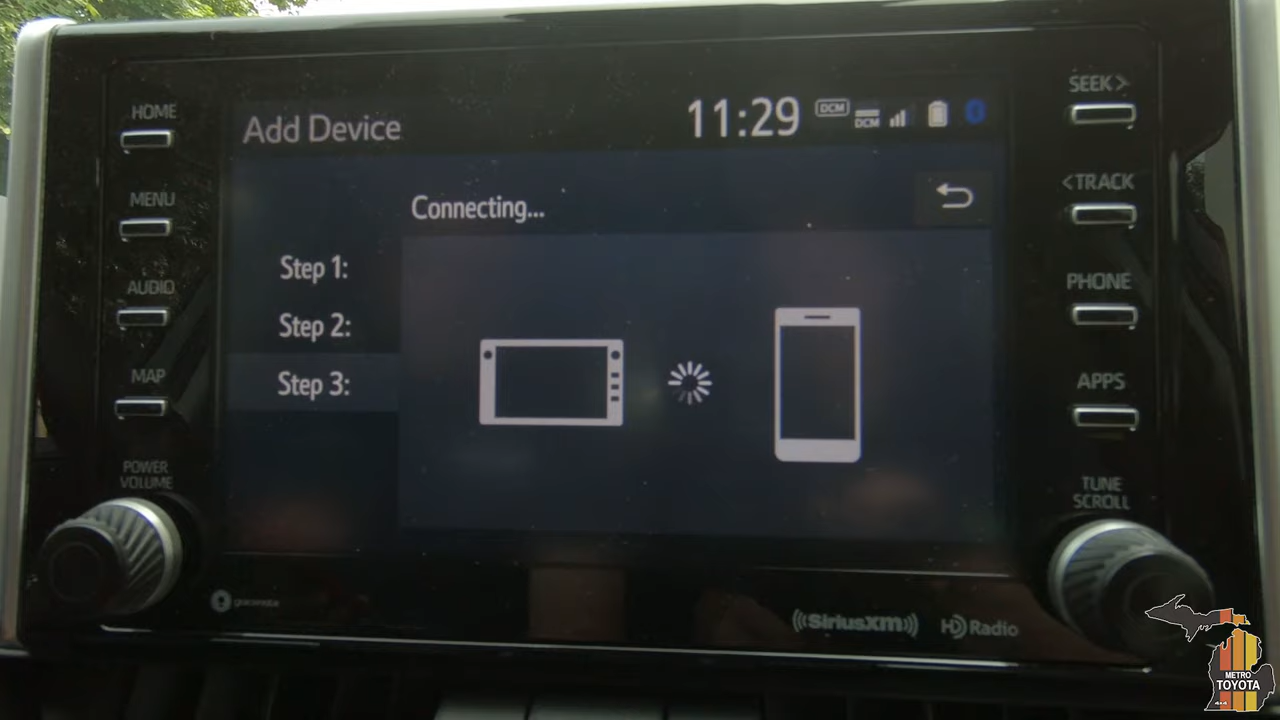 HOME
MENU
AUDIO
MAP
POWER
VOLUME
Add Device
11:29
DCM
DCM
Connecting...
Step 1:
Step 2:
Step 3:
SEEK >
< TRACK
PHONE
APPS
TUNE
SCROLL
gracenote
((SiriusXM))
HD Radio
METRO
TOYOTA